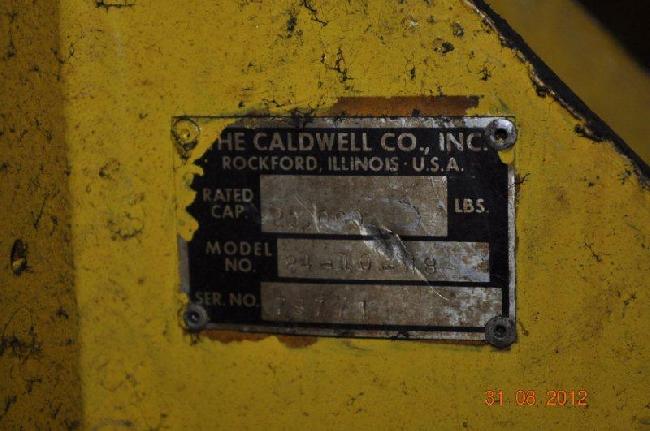 THE CALDWELL CO., INC.
ROCKFORD, ILLINOIS · U.S.A.
RATED CAP. LBS.
MODEL NO.
SER. NO.
31 08 2012